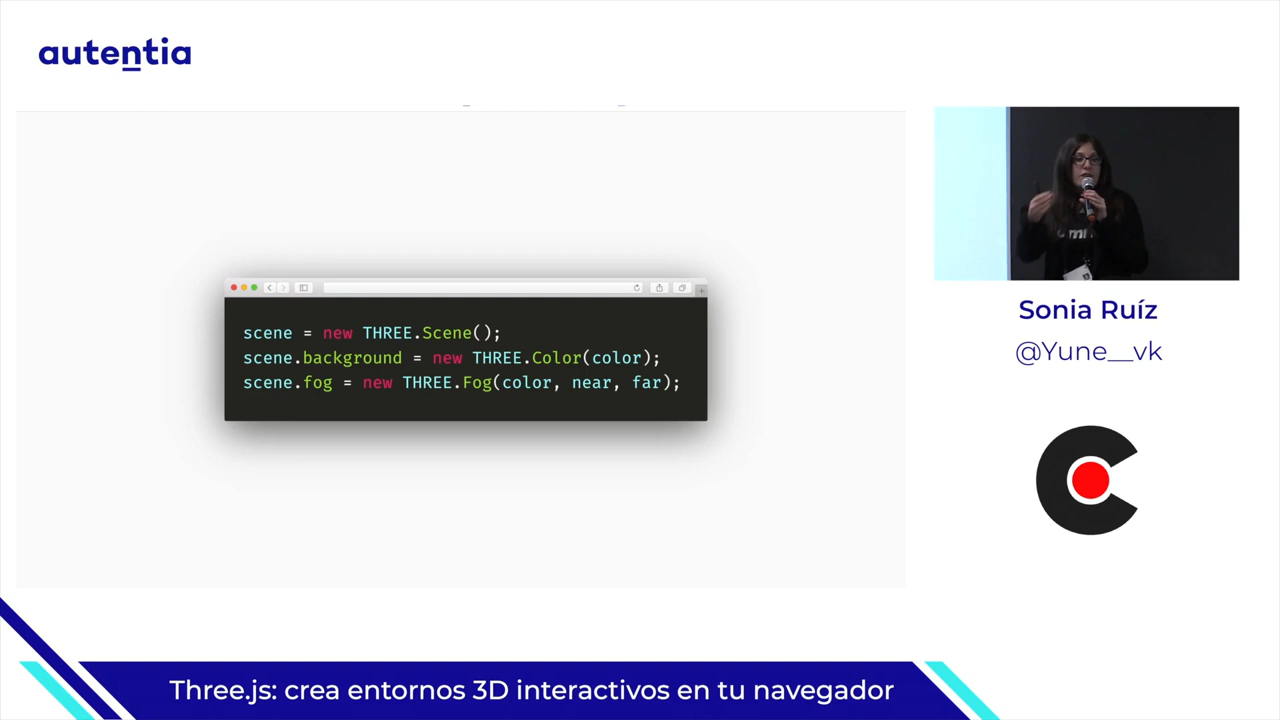 autentia
scene = new THREE.Scene();
scene.background = new THREE.Color(color);
scene.fog = new THREE.Fog(color, near, far);
Sonia Ruíz
@Yune__vk
Three.js: crea entornos 3D interactivos en tu navegador